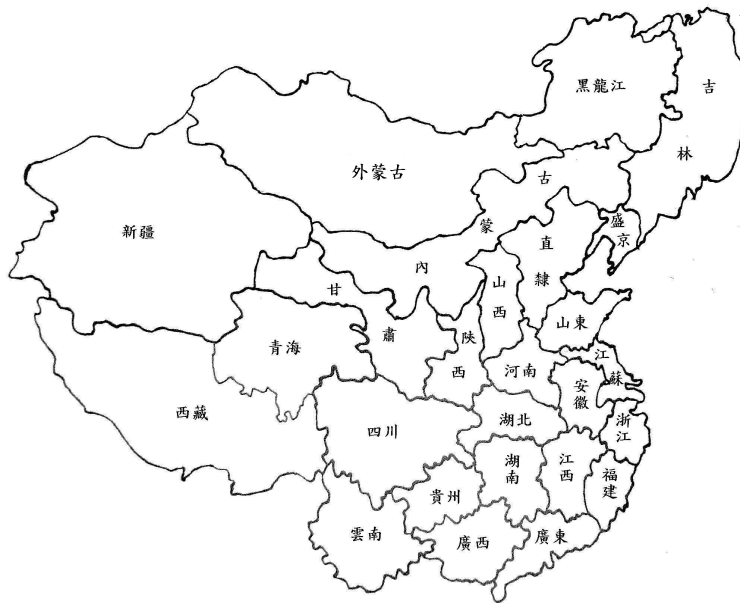 黑龍江
吉林
外蒙古
內蒙古
盛京
新疆
直隸
甘肅
山西
陝西
山東
青海
河南
江蘇
安徽
西藏
四川
湖北
浙江
湖南
江西
福建
貴州
雲南
廣西
廣東